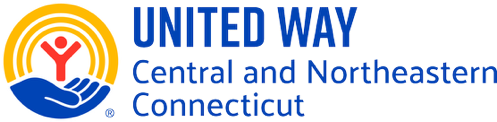 UNITED WAY
Central and Northeastern
Connecticut
®